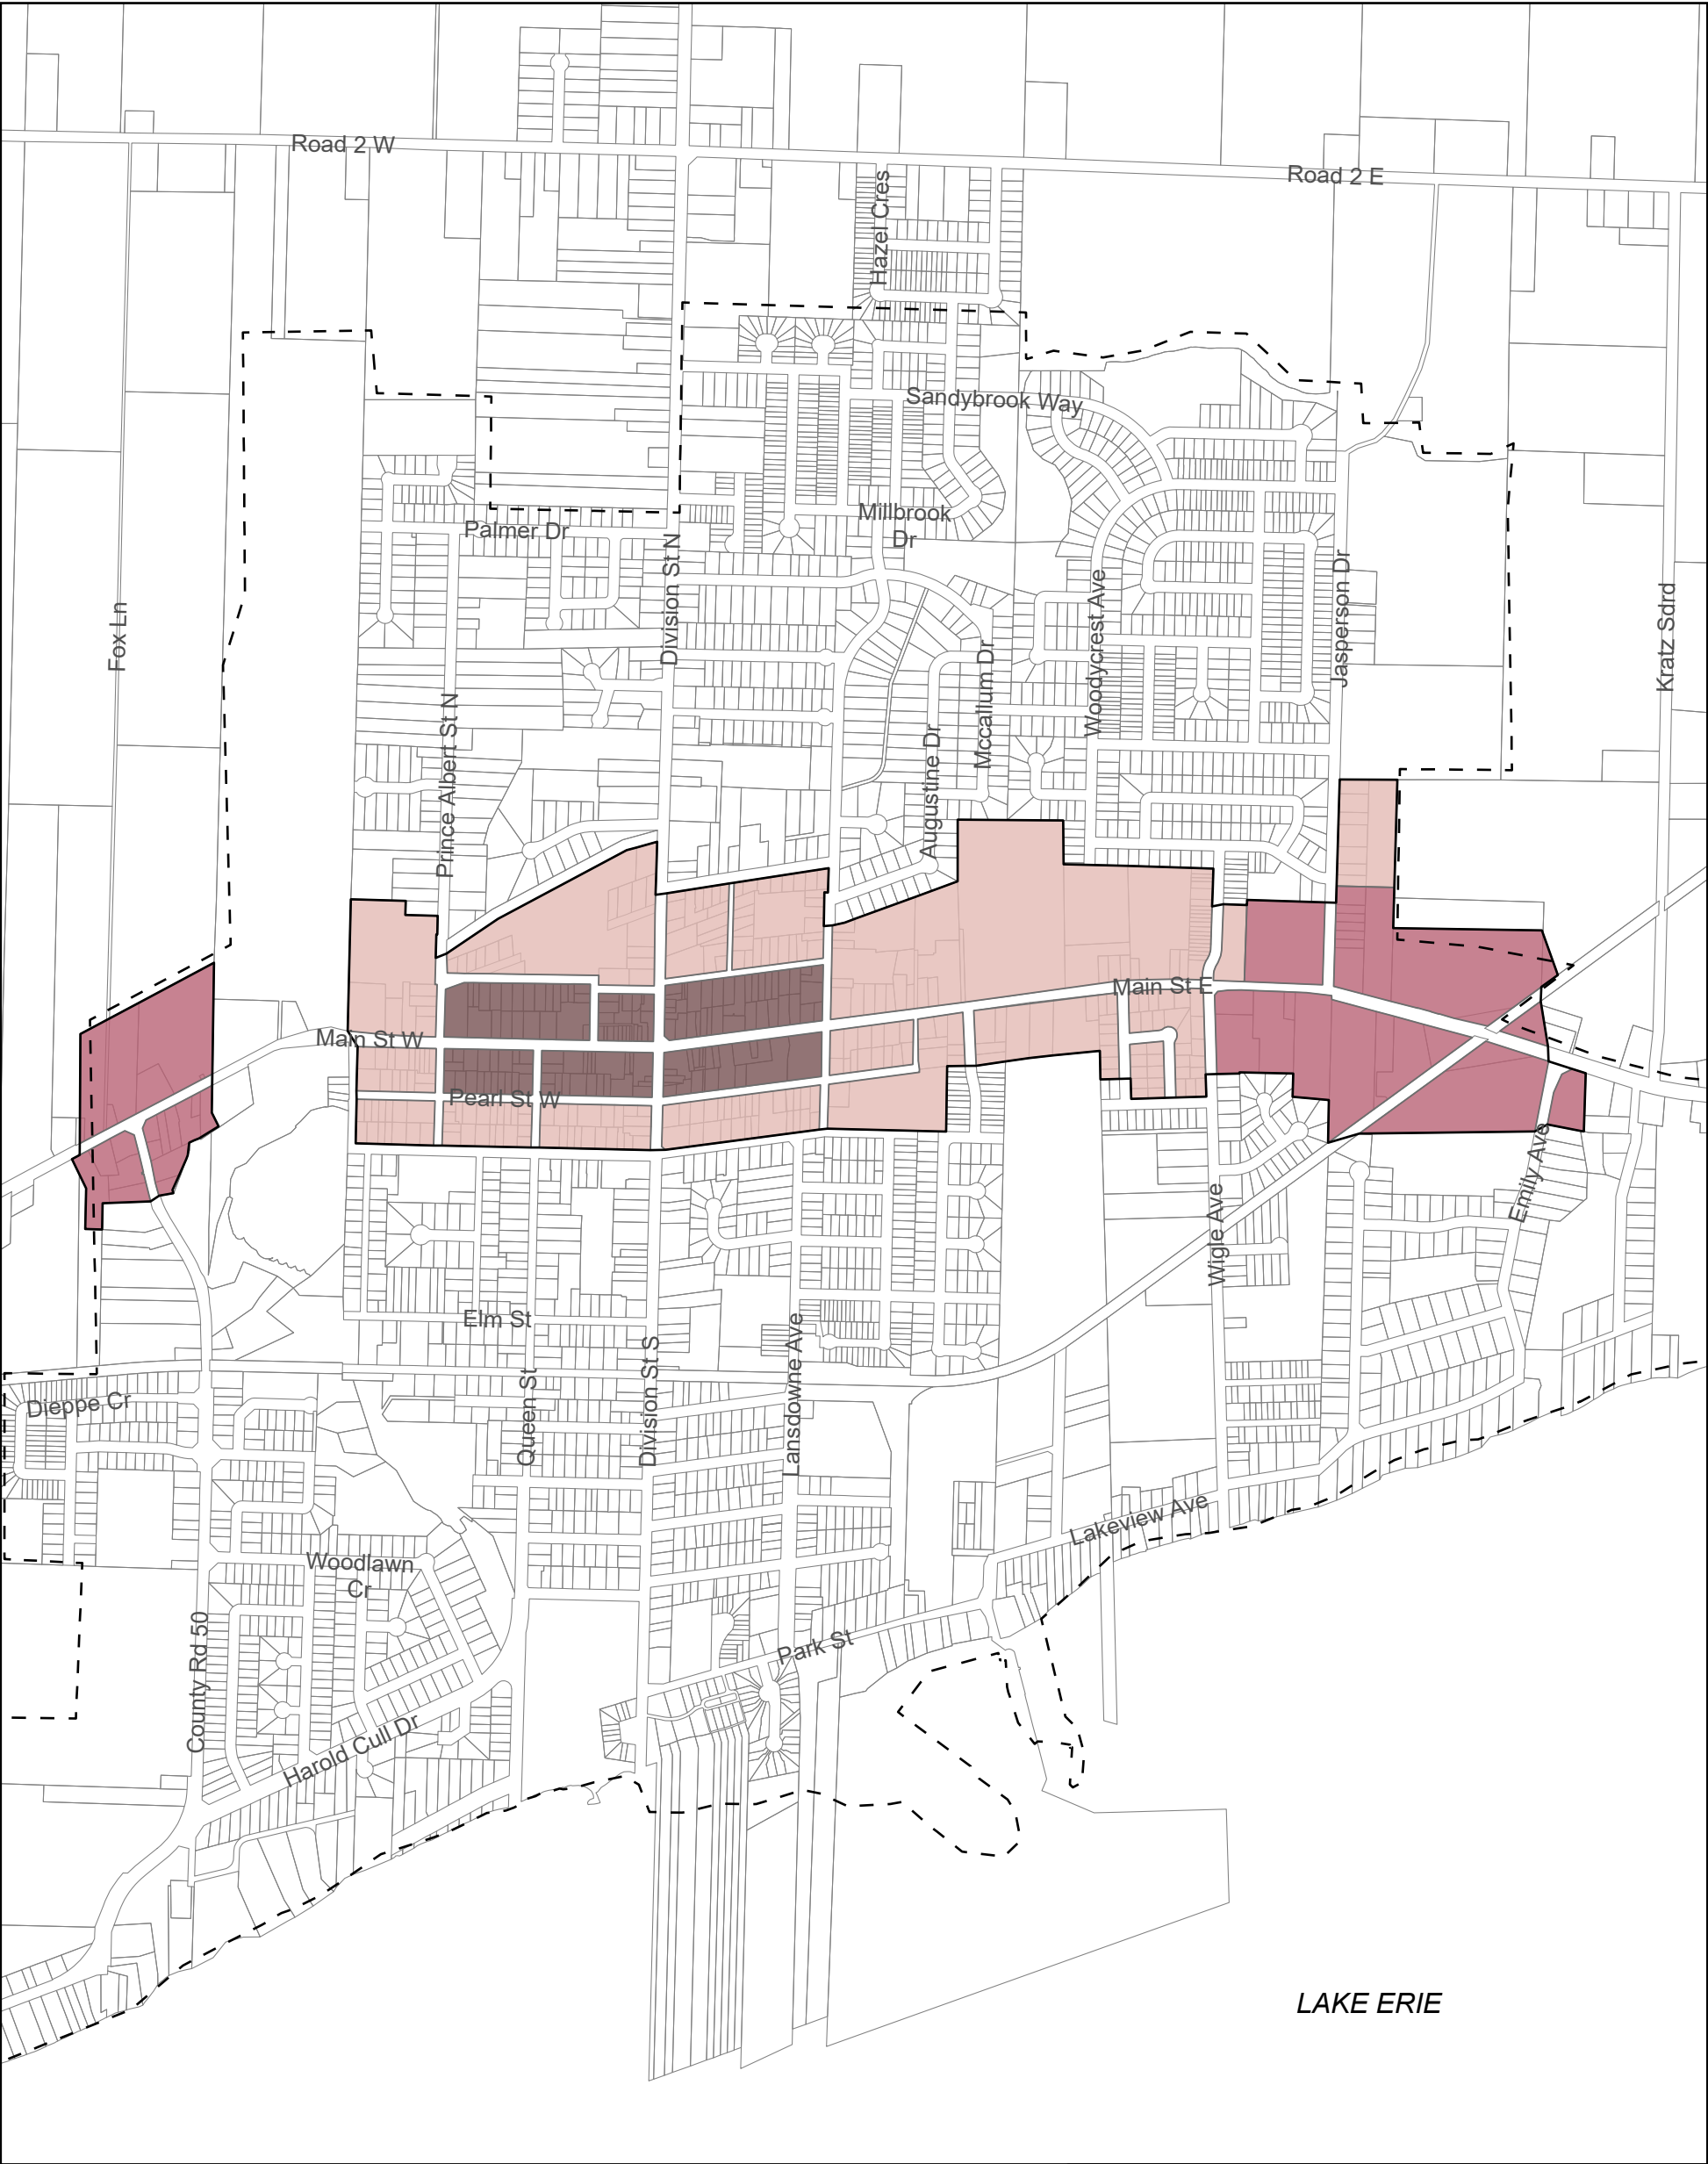 Road 2 W
Road 2 E
Hazel Cres
Sandybrook Way
Millbrook
Dr
Palmer Dr
Division St N
Fox Ln
Jasperson Dr
Woodycrest Ave
Kratz Sdrd
Mccallum Dr
Prince Albert St N
Augustine Dr
Main St E
Main St W
Pearl St W
Emily Ave
Wigle Ave
Elm St
Lansdowne Ave
Division St S
Queen St
Dieppe Cr
Lakeview Ave
Woodlawn
Cr
Park St
County Rd 50
Harold Cull Dr
LAKE ERIE